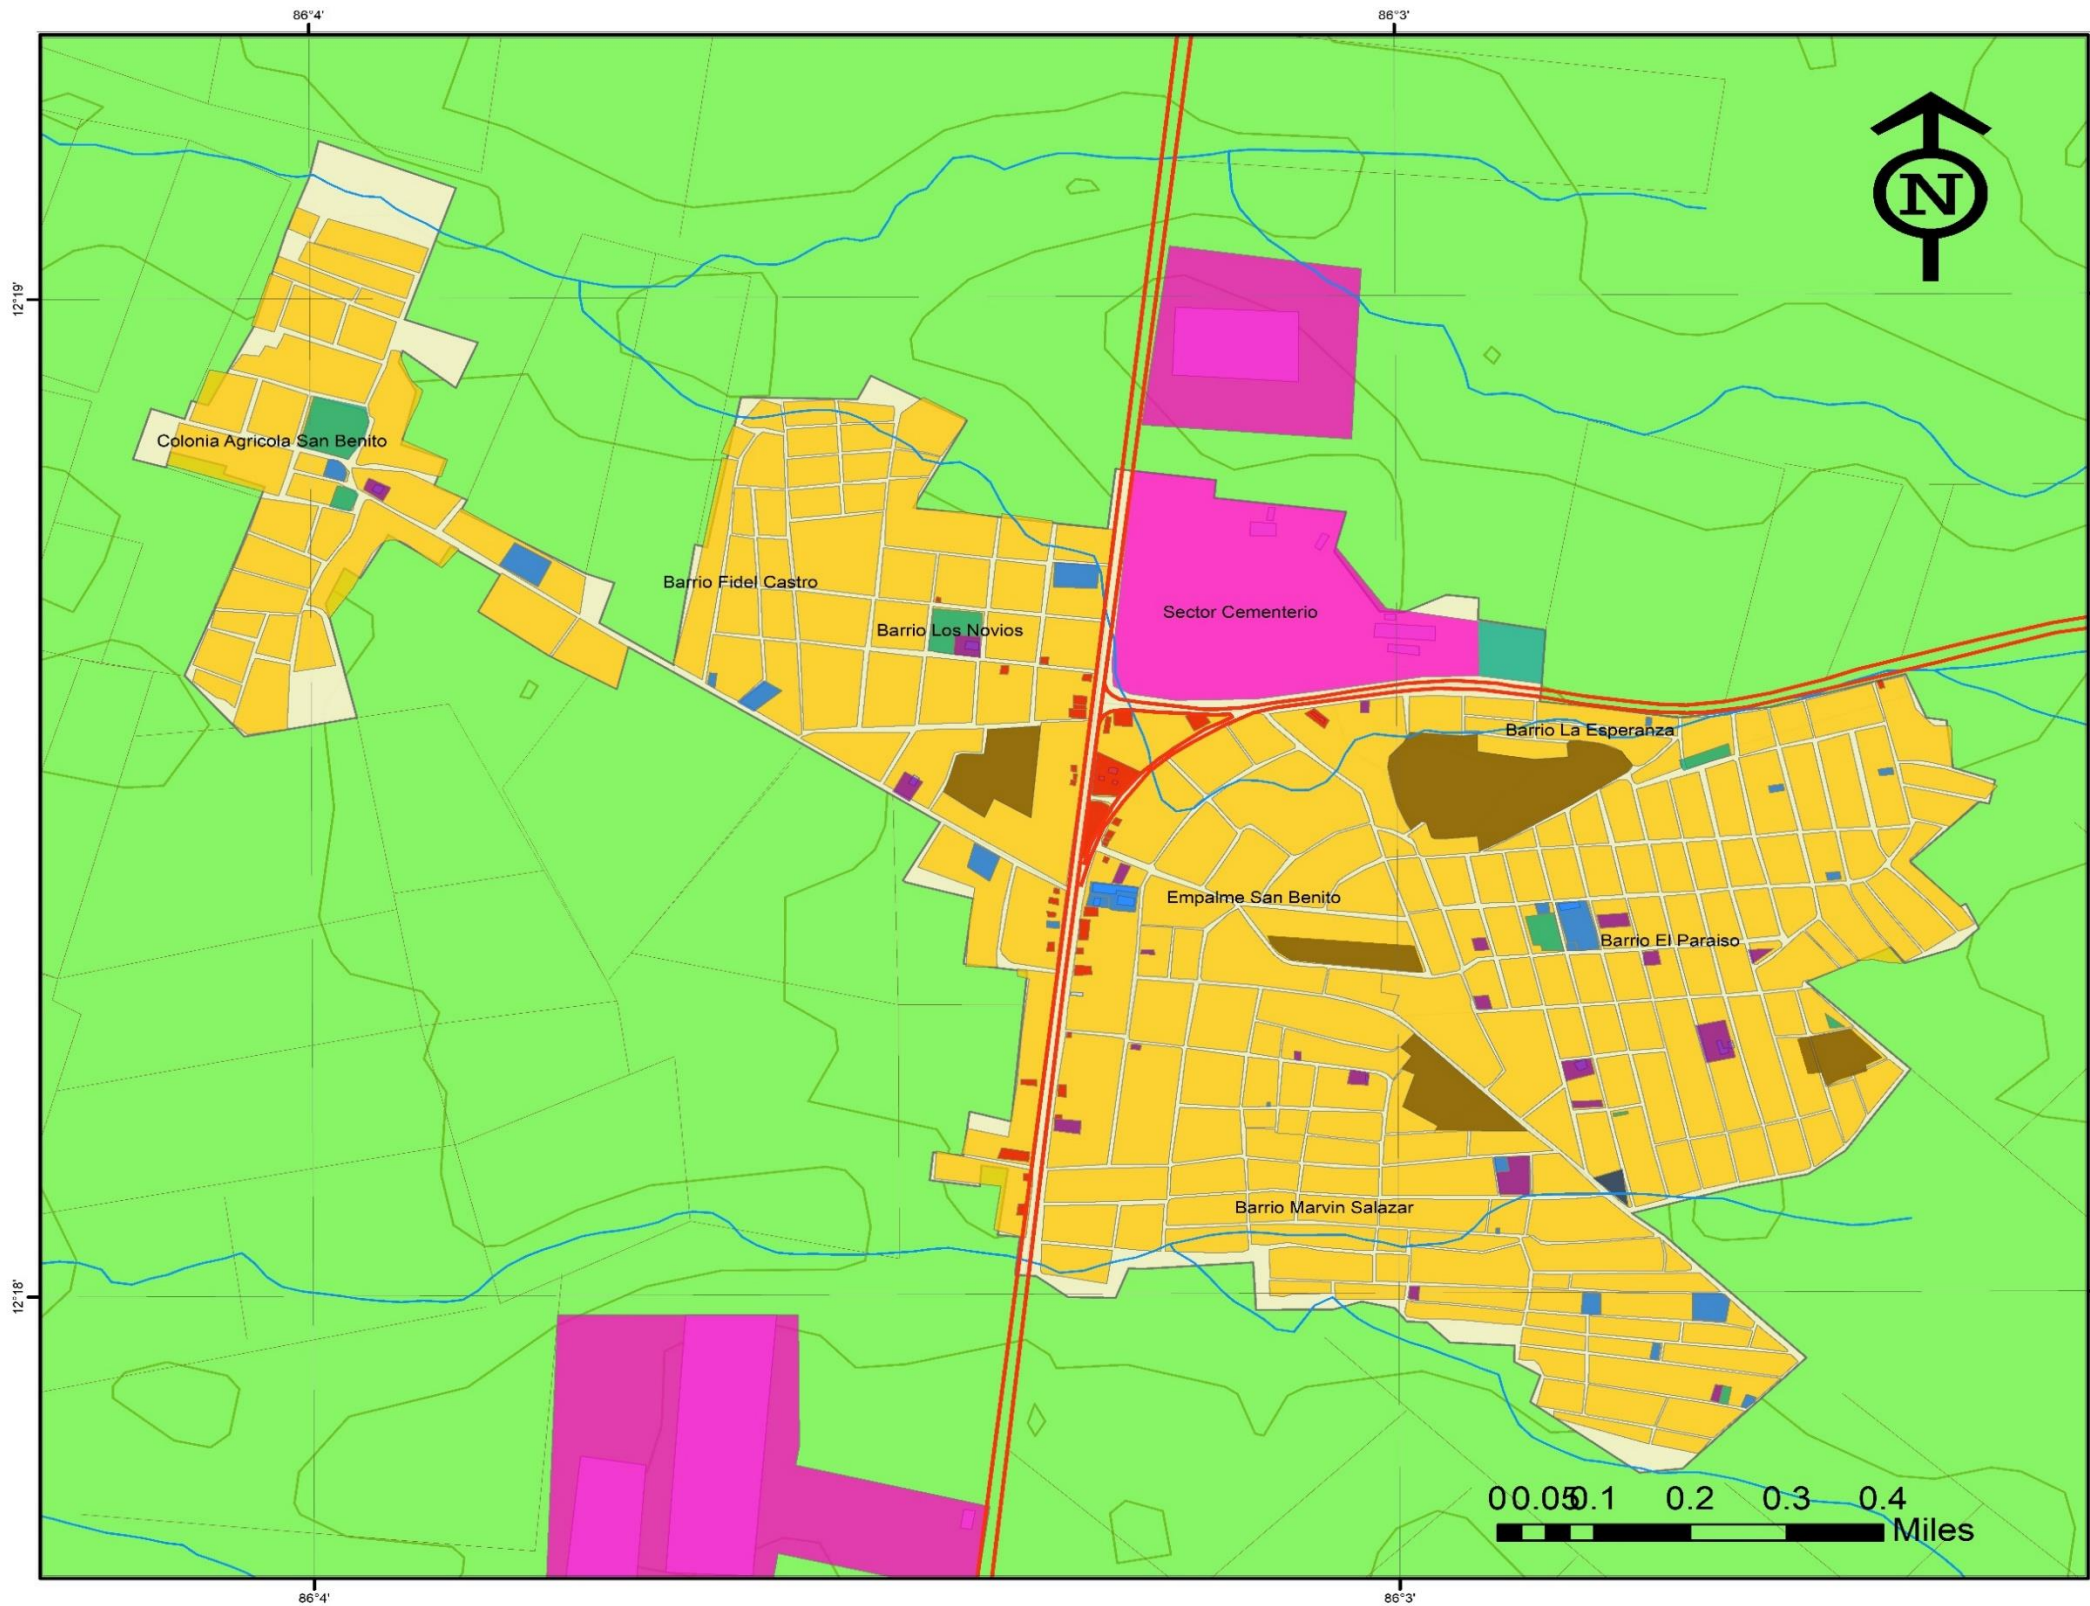 86°4'
86°3'
N
12°19'
Colonia Agricola San Benito
Barrio Fidel Castro
Sector Cementerio
Barrio Los Novios
Barrio La Esperanza
Empalme San Benito
Barrio El Paraiso
Barrio Marvin Salazar
12°18'
0 0.05 0.1 0.2 0.3 0.4
Miles
86°4'
86°3'